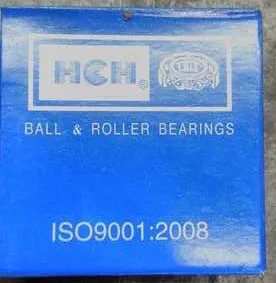 HCH®
BALL & ROLLER BEARINGS
ISO9001:2008